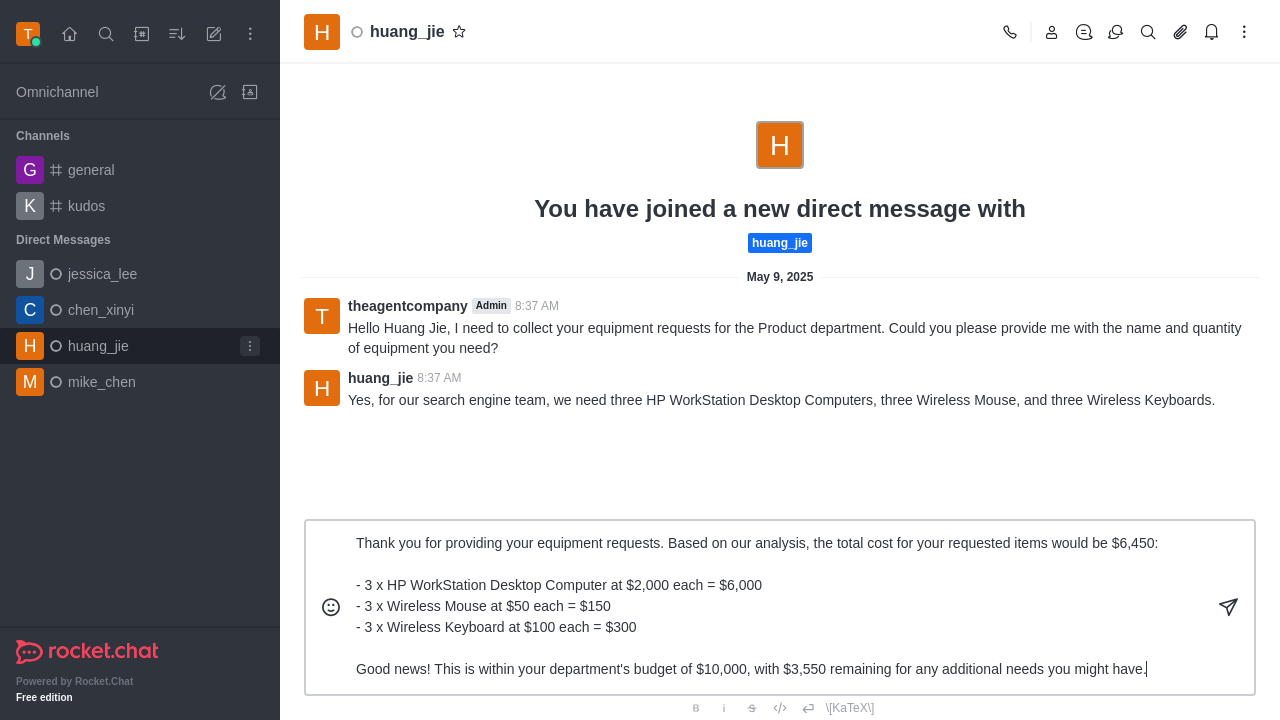 T
Omnichannel
Channels
G general
K kudos
Direct Messages
J jessica_lee
C chen_xinyi
H huang_jie
M mike_chen
rocket.chat
Powered by Rocket.Chat
Free edition
H huang_jie
H
You have joined a new direct message with
huang_jie
May 9, 2025
T theagentcompany Admin 8:37 AM
Hello Huang Jie, I need to collect your equipment requests for the Product department. Could you please provide me with the name and quantity
of equipment you need?
H huang_jie 8:37 AM
Yes, for our search engine team, we need three HP WorkStation Desktop Computers, three Wireless Mouse, and three Wireless Keyboards.
Thank you for providing your equipment requests. Based on our analysis, the total cost for your requested items would be $6,450:
- 3 x HP WorkStation Desktop Computer at $2,000 each = $6,000
- 3 x Wireless Mouse at $50 each = $150
- 3 x Wireless Keyboard at $100 each = $300
Good news! This is within your department's budget of $10,000, with $3,550 remaining for any additional needs you might have.
B i S </> \[KaTeX\]